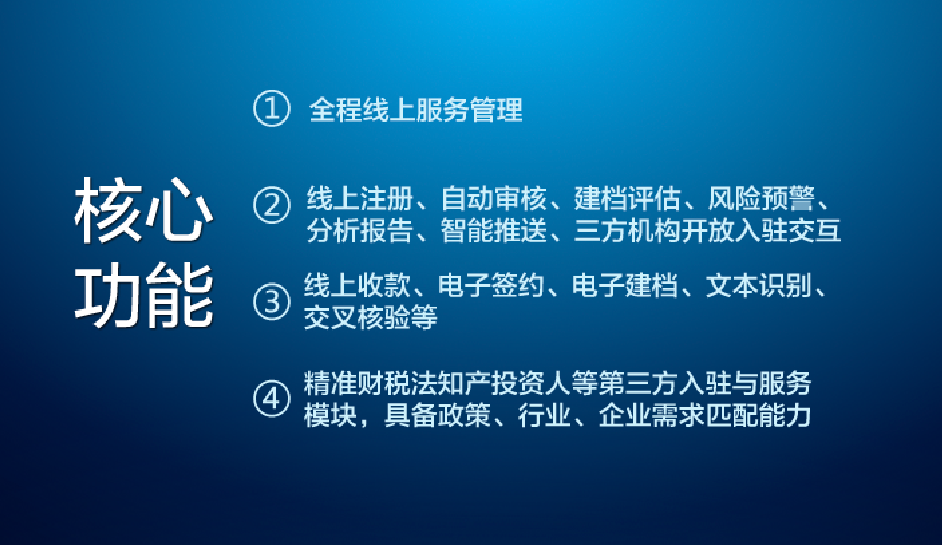 核心
功能
① 全程线上服务管理
② 线上注册、自动审核、建档评估、风险预警、
分析报告、智能推送、三方机构开放入驻交互
③ 线上收款、电子签约、电子建档、文本识别、
交叉核验等
④ 精准财税法知产投资人等第三方入驻与服务
模块，具备政策、行业、企业需求匹配能力